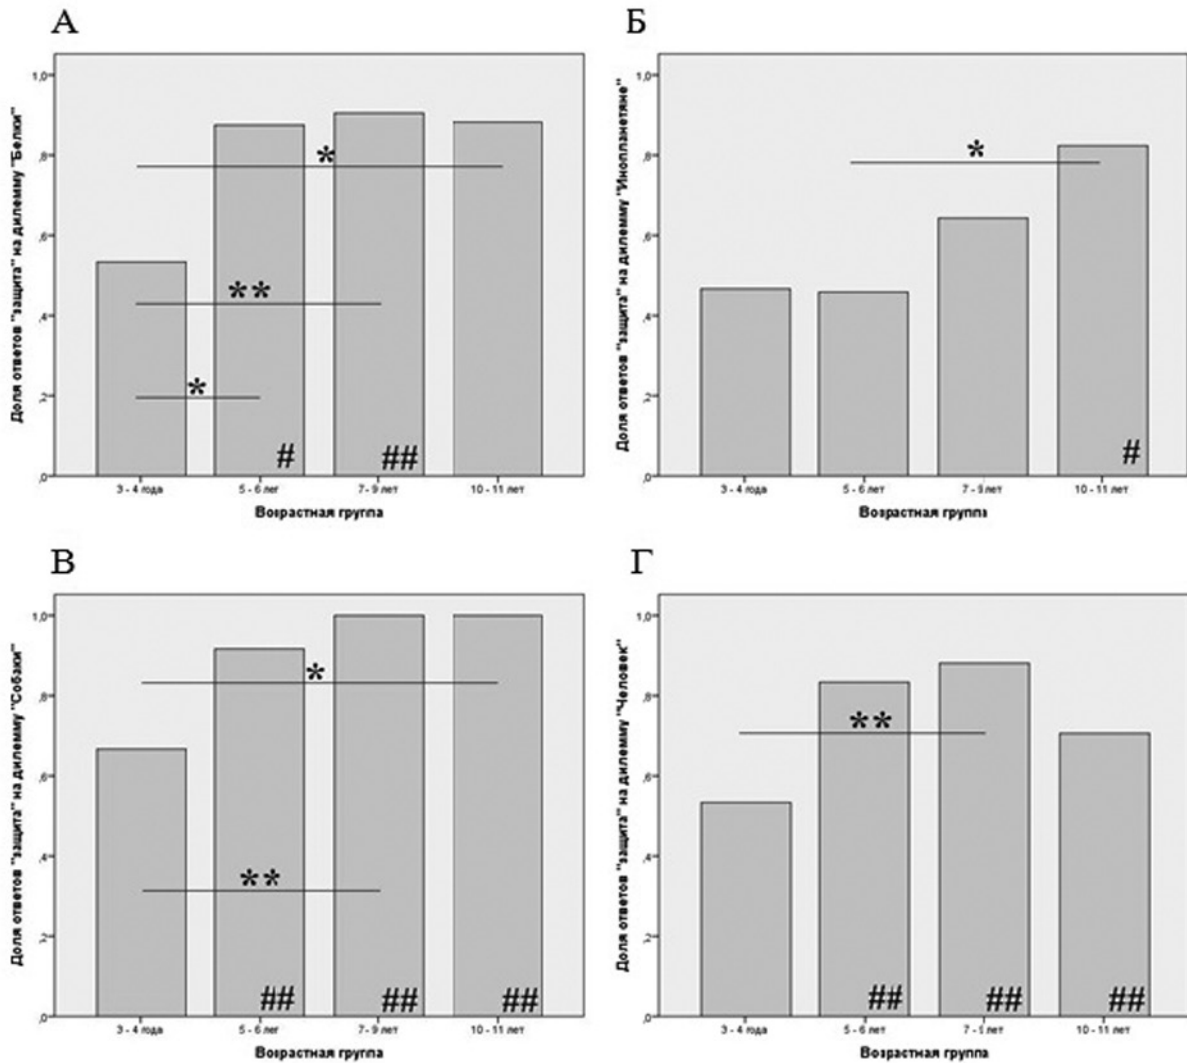 А
Доля ответов "защита" на дилемму "Белки"
1,0
,8
,6
,4
,2
,0
*
**
*
#
##
3 - 4 года
5 - 6 лет
7 - 9 лет
10 - 11 лет
Возрастная группа
Б
Доля ответов "защита" на дилемму "Инопланетяне"
1,0
,8
,6
,4
,2
,0
*
#
3 - 4 года
5 - 6 лет
7 - 9 лет
10 - 11 лет
Возрастная группа
В
Доля ответов "защита" на дилемму "Собаки"
1,0
,8
,6
,4
,2
,0
*
**
##
##
##
3 - 4 года
5 - 6 лет
7 - 9 лет
10 - 11 лет
Возрастная группа
Г
Доля ответов "защита" на дилемму "Человек"
1,0
,8
,6
,4
,2
,0
**
##
##
##
3 - 4 года
5 - 6 лет
7 - 9 лет
10 - 11 лет
Возрастная группа